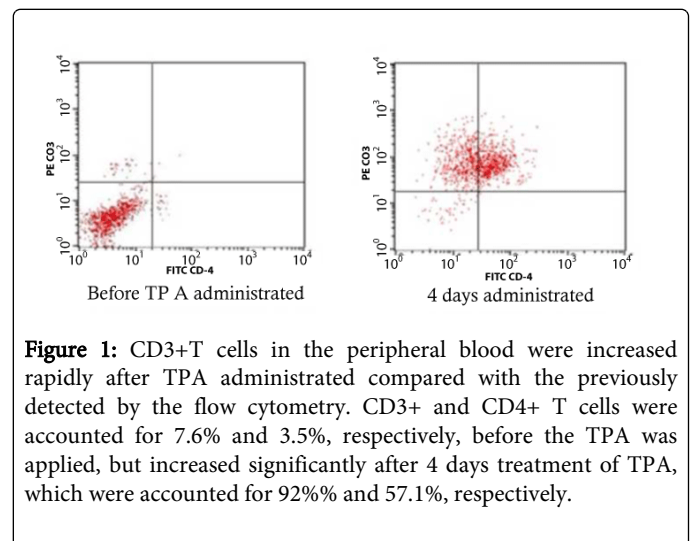 10⁴
10³
10²
10¹
10⁰
PE CO3
10⁰ 10¹ 10² 10³ 10⁴
FITC CD-4
Before TP A administrated
10⁴
10³
10²
10¹
10⁰
PE CO3
10⁰ 10¹ 10² 10³ 10⁴
FITC CD-4
4 days administrated
Figure 1: CD3+T cells in the peripheral blood were increased
rapidly after TPA administrated compared with the previously
detected by the flow cytometry. CD3+ and CD4+ T cells were
accounted for 7.6% and 3.5%, respectively, before the TPA was
applied, but increased significantly after 4 days treatment of TPA,
which were accounted for 92%% and 57.1%, respectively.